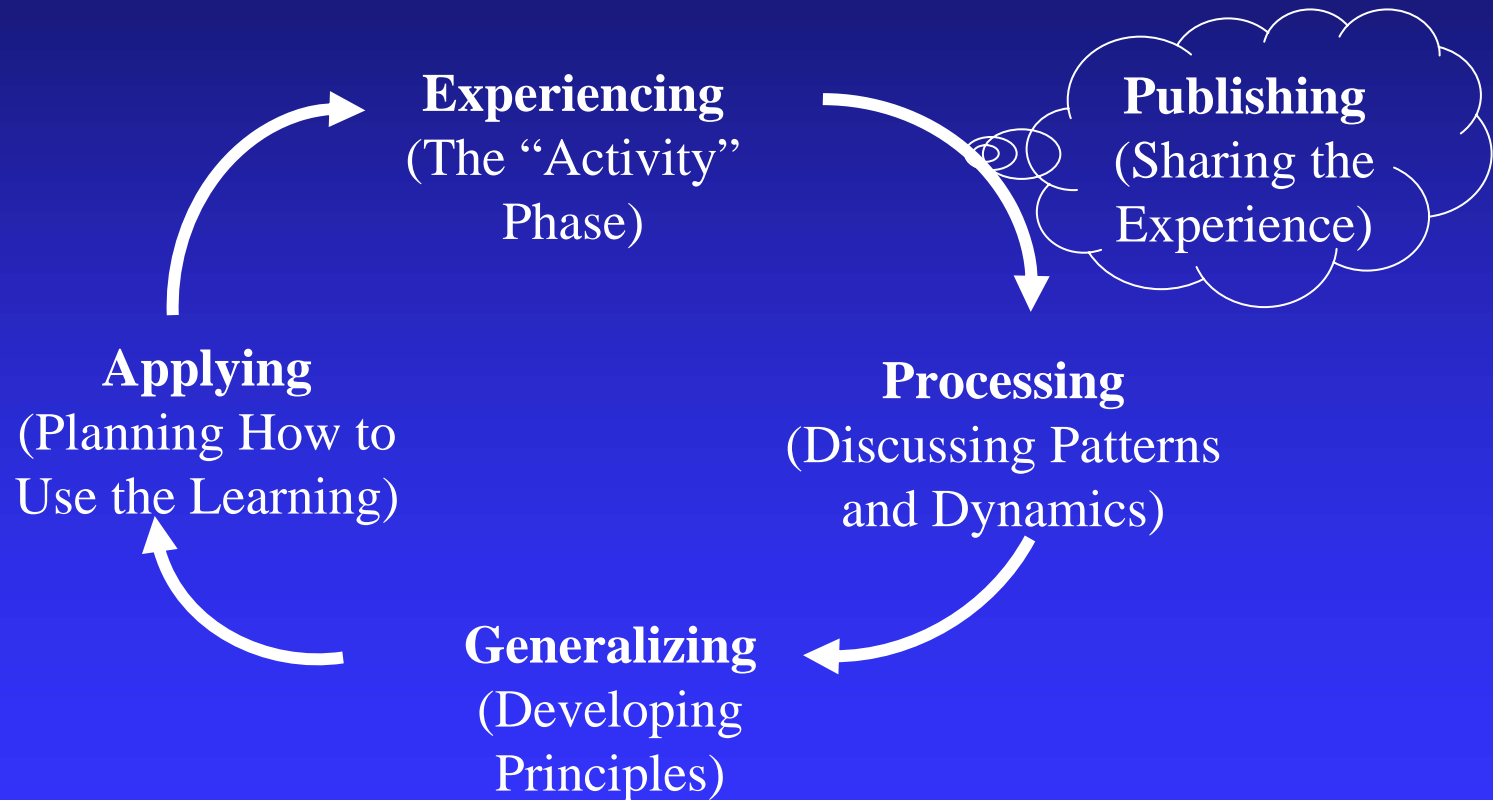 Experiencing
(The “Activity”
Phase)
Publishing
(Sharing the
Experience)
Processing
(Discussing Patterns
and Dynamics)
Generalizing
(Developing
Principles)
Applying
(Planning How to
Use the Learning)